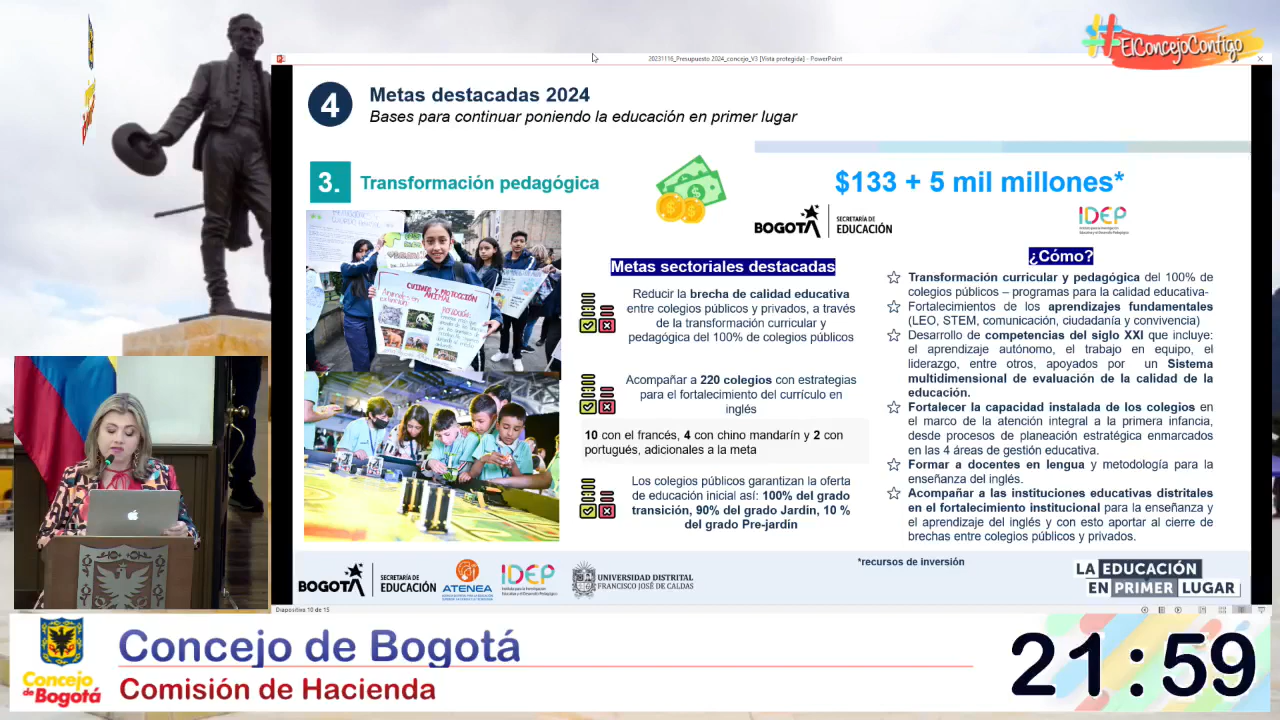 #ElConcejoContigo
20231116_Presupuesto 2024_concejo_V3 [Vista protegida] - PowerPoint
4
Metas destacadas 2024
Bases para continuar poniendo la educación en primer lugar
3.
Transformación pedagógica
$133 + 5 mil millones*
BOGOTÁ
SECRETARÍA DE
EDUCACIÓN
IDEP
Metas sectoriales destacadas
Reducir la brecha de calidad educativa
entre colegios públicos y privados, a través
de la transformación curricular y
pedagógica del 100% de colegios públicos
Acompañar a 220 colegios con estrategias
para el fortalecimiento del currículo en
inglés
10 con el francés, 4 con chino mandarín y 2 con
portugués, adicionales a la meta
Los colegios públicos garantizan la oferta
de educación inicial así: 100% del grado
transición, 90% del grado Jardín, 10 %
del grado Pre-jardín
¿Cómo?
Transformación curricular y pedagógica del 100% de
colegios públicos – programas para la calidad educativa-
Fortalecimientos de los aprendizajes fundamentales
(LEO, STEM, comunicación, ciudadanía y convivencia)
Desarrollo de competencias del siglo XXI que incluye:
el aprendizaje autónomo, el trabajo en equipo, el
liderazgo, entre otros, apoyados por un Sistema
multidimensional de evaluación de la calidad de la
educación.
Fortalecer la capacidad instalada de los colegios en
el marco de la atención integral a la primera infancia,
desde procesos de planeación estratégica enmarcados
en las 4 áreas de gestión educativa.
Formar a docentes en lengua y metodología para la
enseñanza del inglés.
Acompañar a las instituciones educativas distritales
en el fortalecimiento institucional para la enseñanza y
el aprendizaje del inglés y con esto aportar al cierre de
brechas entre colegios públicos y privados.
*recursos de inversión
BOGOTÁ
SECRETARÍA DE
EDUCACIÓN
ATENEA
IDEP
UNIVERSIDAD DISTRITAL
FRANCISCO JOSÉ DE CALDAS
LA EDUCACIÓN
EN PRIMER LUGAR
Diapositiva 10 de 15
Concejo de Bogotá
Concejo de Bogotá
Comisión de Hacienda
21:59